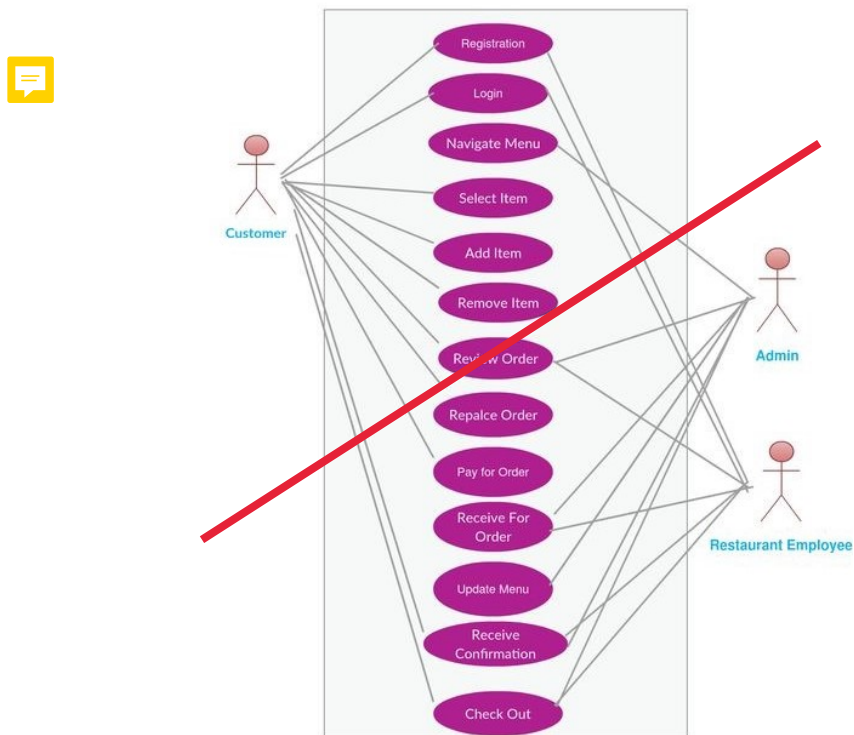 Registration
Login
Navigate Menu
Select Item
Customer
Add Item
Remove Item
Review Order
Admin
Repalce Order
Pay for Order
Receive For
Order
Restaurant Employee
Update Menu
Receive
Confirmation
Check Out